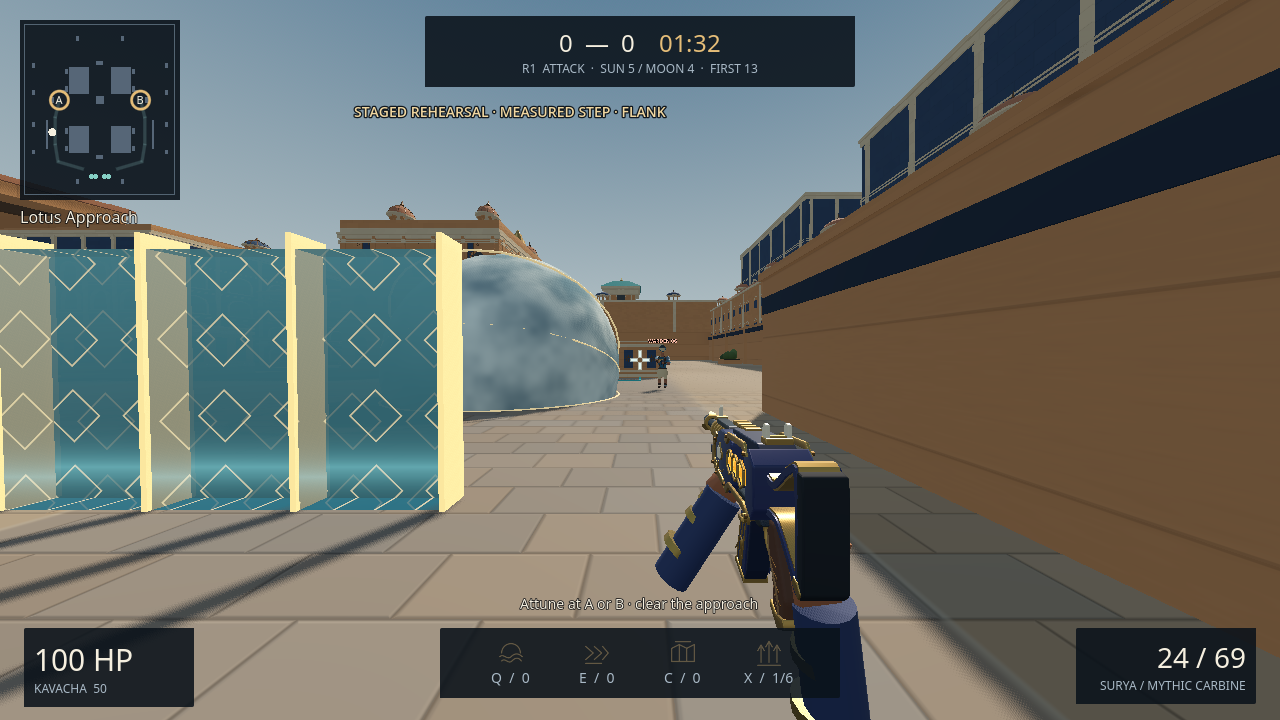 0 — 0 01:32
R1 ATTACK · SUN 5 / MOON 4 · FIRST 13
STAGED REHEARSAL · MEASURED STEP · FLANK
A
B
Lotus Approach
Attune at A or B · clear the approach
100 HP
KAVACHA 50
Q / 0
E / 0
C / 0
X / 1/6
24 / 69
SURYA / MYTHIC CARBINE